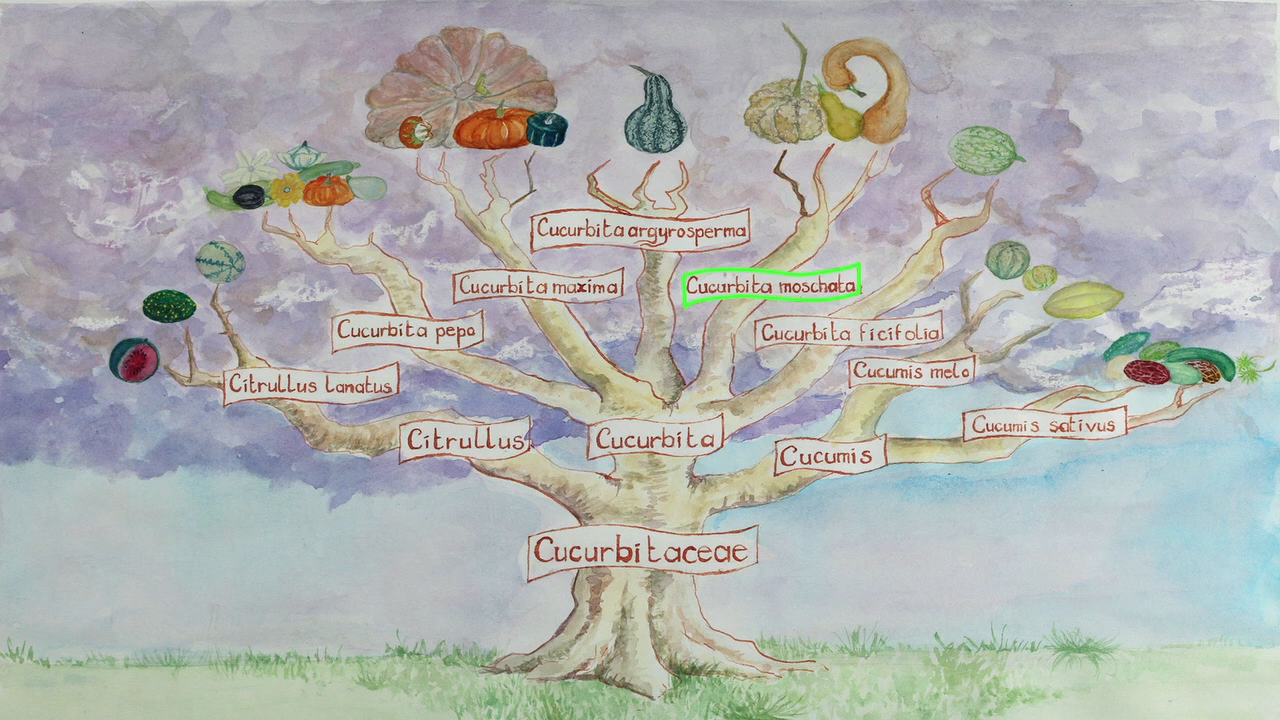 Cucurbita argyrosperma
Cucurbita maxima
Cucurbita moschata
Cucurbita pepo
Cucurbita ficifolia
Citrullus lanatus
Cucumis melo
Cucumis sativus
Citrullus
Cucurbita
Cucumis
Cucurbitaceae